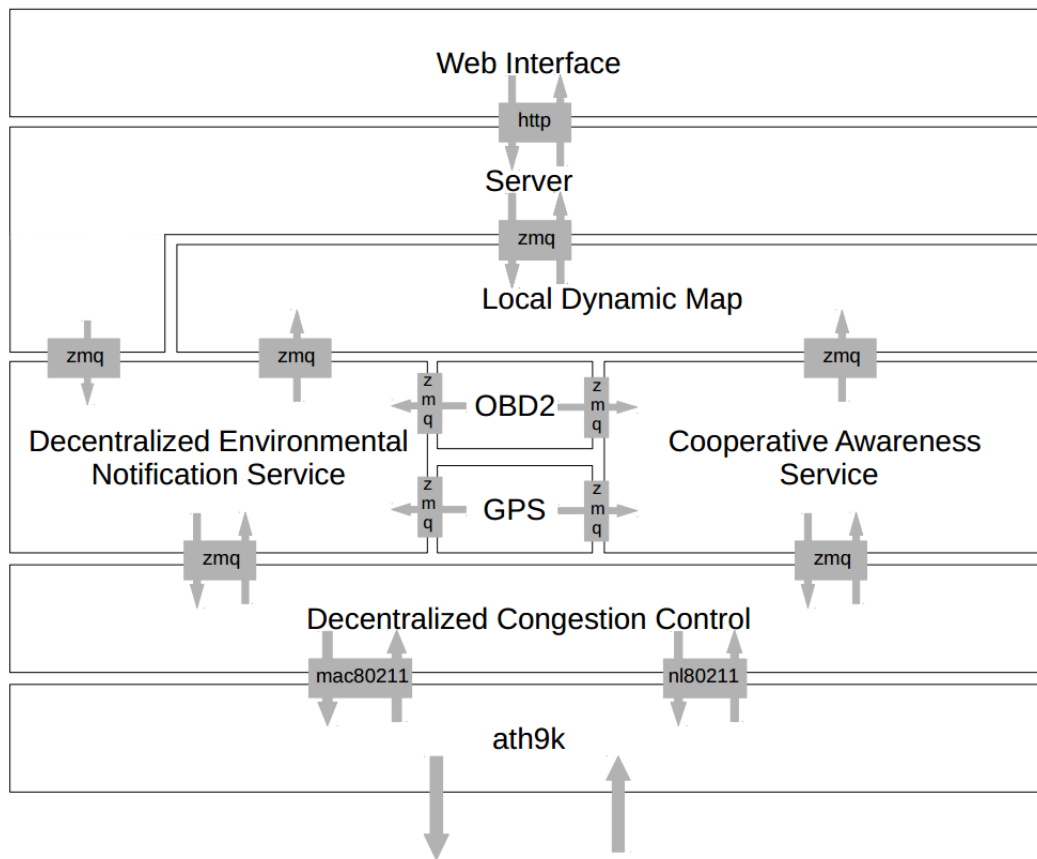 Web Interface
http
Server
zmq
Local Dynamic Map
zmq
zmq
zmq
z
m
q
OBD2
z
m
q
Decentralized Environmental
Notification Service
Cooperative Awareness
Service
z
m
q
GPS
z
m
q
zmq
zmq
Decentralized Congestion Control
mac80211
nl80211
ath9k